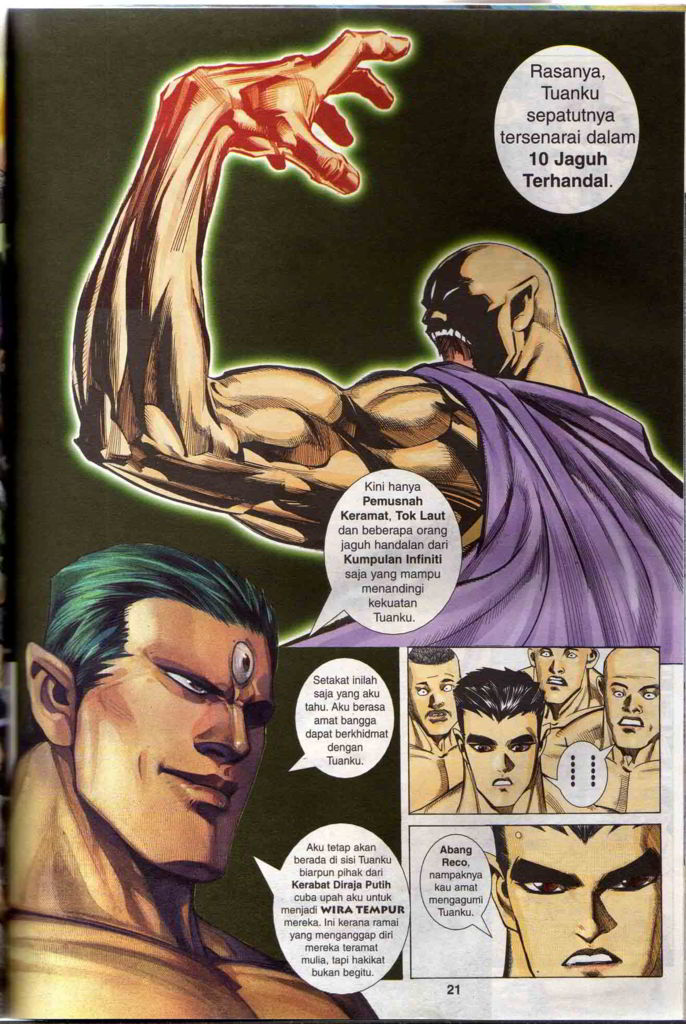 Rasanya,
Tuanku
sepatutnya
tersenarai dalam
10 Jaguh
Terhandal.
Kini hanya
Pemusnah
Keramat, Tok Laut
dan beberapa orang
jaguh handalan dari
Kumpulan Infiniti
saja yang mampu
menandingi
kekuatan
Tuanku.
Setakat inilah
saja yang aku
tahu. Aku berasa
amat bangga
dapat berkhidmat
dengan
Tuanku.
Aku tetap akan
berada di sisi Tuanku
biarpun pihak dari
Kerabat Diraja Putih
cuba upah aku untuk
menjadi WIRA TEMPUR
mereka. Ini kerana ramai
yang menganggap diri
mereka teramat
mulia, tapi hakikat
bukan begitu.
!!!!
Abang
Reco,
nampaknya
kau amat
mengagumi
Tuanku.
21